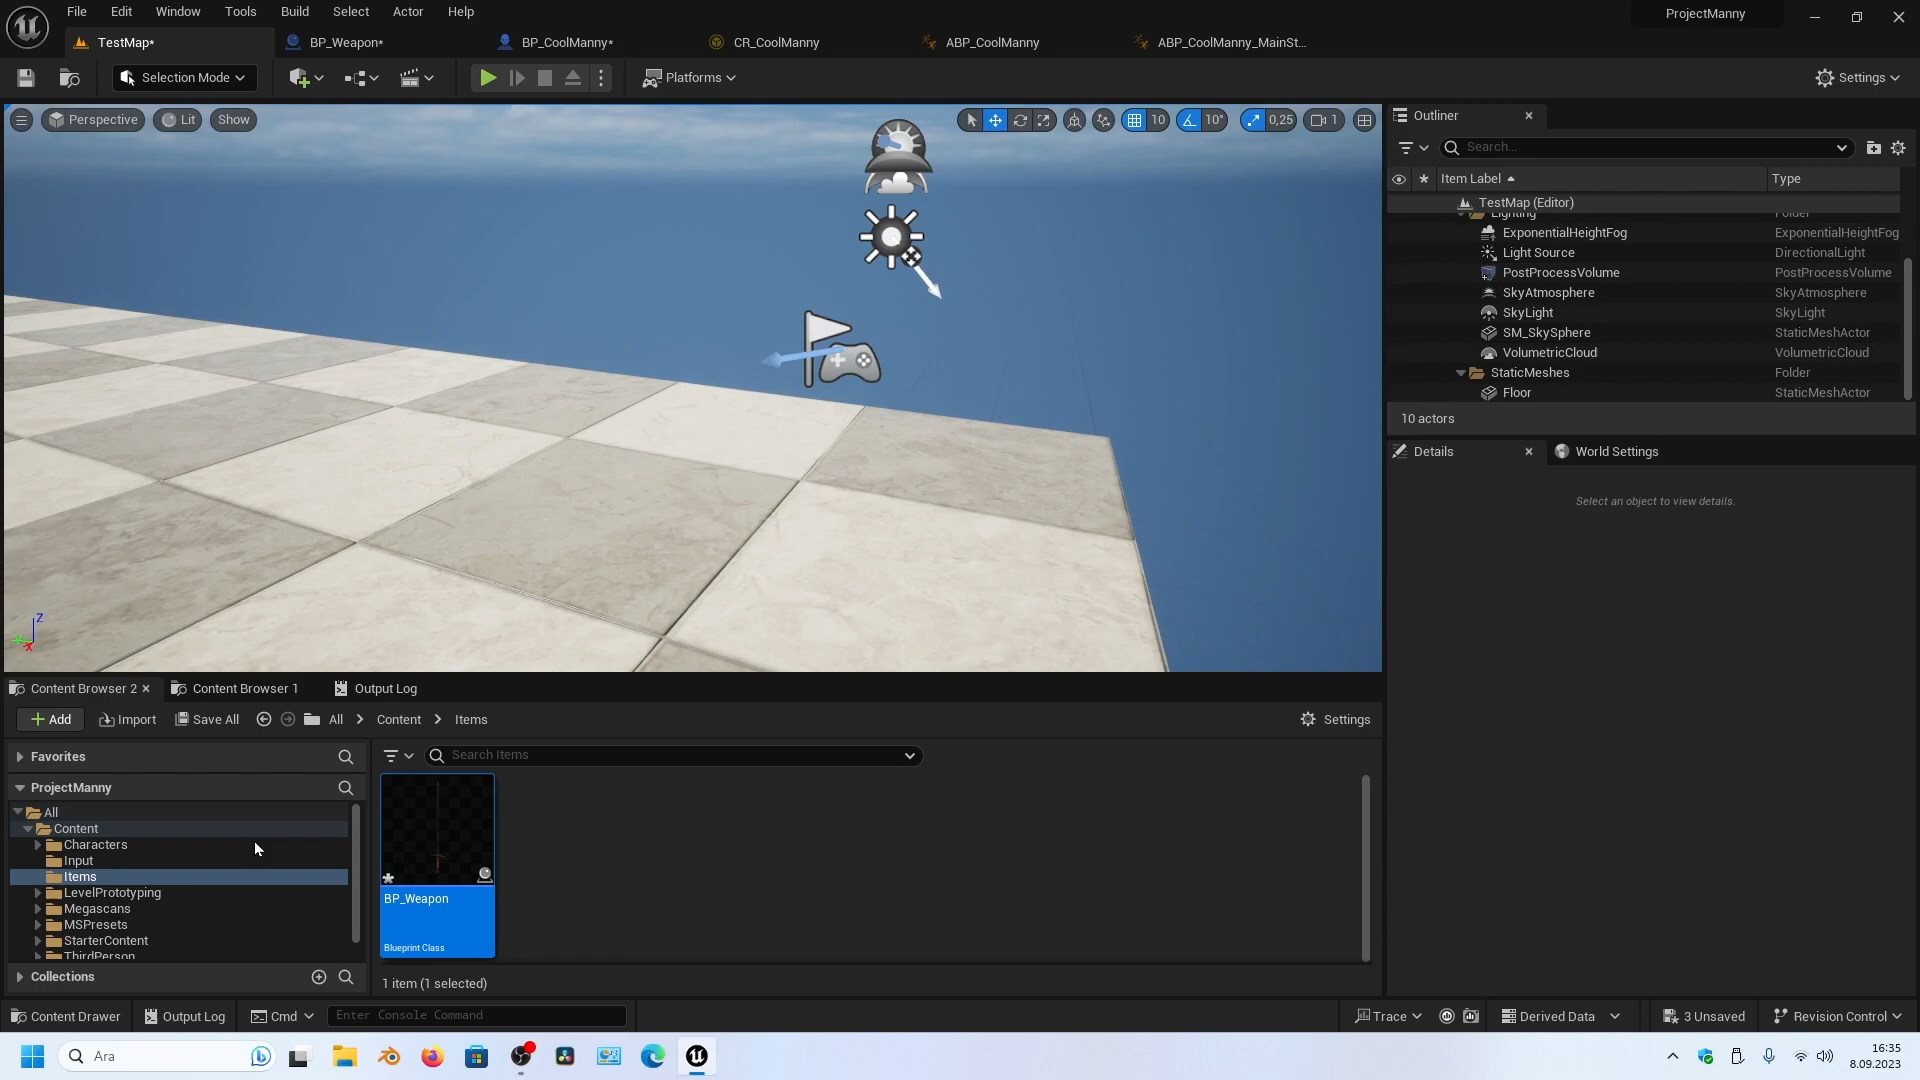 File Edit Window Tools Build Select Actor Help
ProjectManny
TestMap*
BP_Weapon*
BP_CoolManny*
CR_CoolManny
ABP_CoolManny
ABP_CoolManny_MainSt...
Selection Mode
Platforms
Settings
Perspective
Lit
Show
10
10°
0,25
1
Outliner
Search...
Item Label
Type
TestMap (Editor)
Lighting Folder
ExponentialHeightFog ExponentialHeightFog
Light Source DirectionalLight
PostProcessVolume PostProcessVolume
SkyAtmosphere SkyAtmosphere
SkyLight SkyLight
SM_SkySphere StaticMeshActor
VolumetricCloud VolumetricCloud
StaticMeshes Folder
Floor StaticMeshActor
10 actors
Details
World Settings
Select an object to view details.
Z
X
Content Browser 2
Content Browser 1
Output Log
Add
Import
Save All
All
Content
Items
Settings
Favorites
Search Items
ProjectManny
All
Content
Characters
Input
Items
LevelPrototyping
Megascans
MSPresets
StarterContent
ThirdPerson
Collections
BP_Weapon
Blueprint Class
1 item (1 selected)
Content Drawer
Output Log
Cmd
Enter Console Command
Trace
Derived Data
3 Unsaved
Revision Control
Ara
16:35
8.09.2023